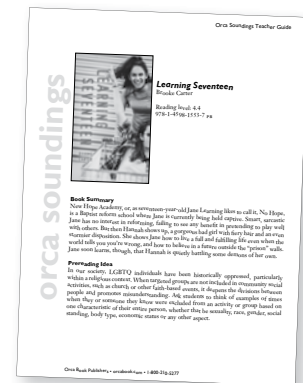 Orca Soundings Teacher Guide
orca soundings
LEARNING
SEVENTEEN
Learning Seventeen
Brooke Carter
Reading level: 4.4
978-1-4598-1553-7 PB
Book Summary
New Hope Academy, or, as seventeen-year-old Jane Learning likes to call it, No Hope,
is a Baptist reform school where Jane is currently being held captive. Smart, sarcastic
Jane has no interest in reforming, failing to see any benefit in pretending to play well
with others. But then Hannah shows up, a gorgeous bad girl with fiery hair and an even
stormier disposition. She shows Jane how to live a full and fulfilling life even when the
world tells you you're wrong, and how to believe in a future outside the "prison" walls.
Jane soon learns, though, that Hannah is quietly battling some demons of her own.
Prereading Idea
In our society, LGBTQ individuals have been historically oppressed, particularly
within a religious context. When targeted groups are not included in community social
activities, such as church or other faith-based events, it deepens the decisions between
people and promotes misunderstanding. Ask students to think of examples of times
when they or someone they know were excluded from an activity or group based on
one characteristic of their entire person, whether this be sexuality, race, gender, social
standing, body type, economic status or any other aspect.
Orca Book Publishers • orcabook.com • 1-800-210-5277